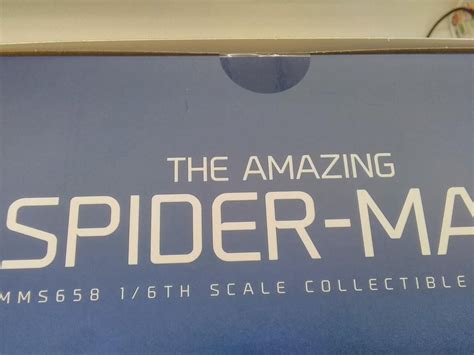 THE AMAZING
SPIDER-MA
MMS658 1/6TH SCALE COLLECTIBLE